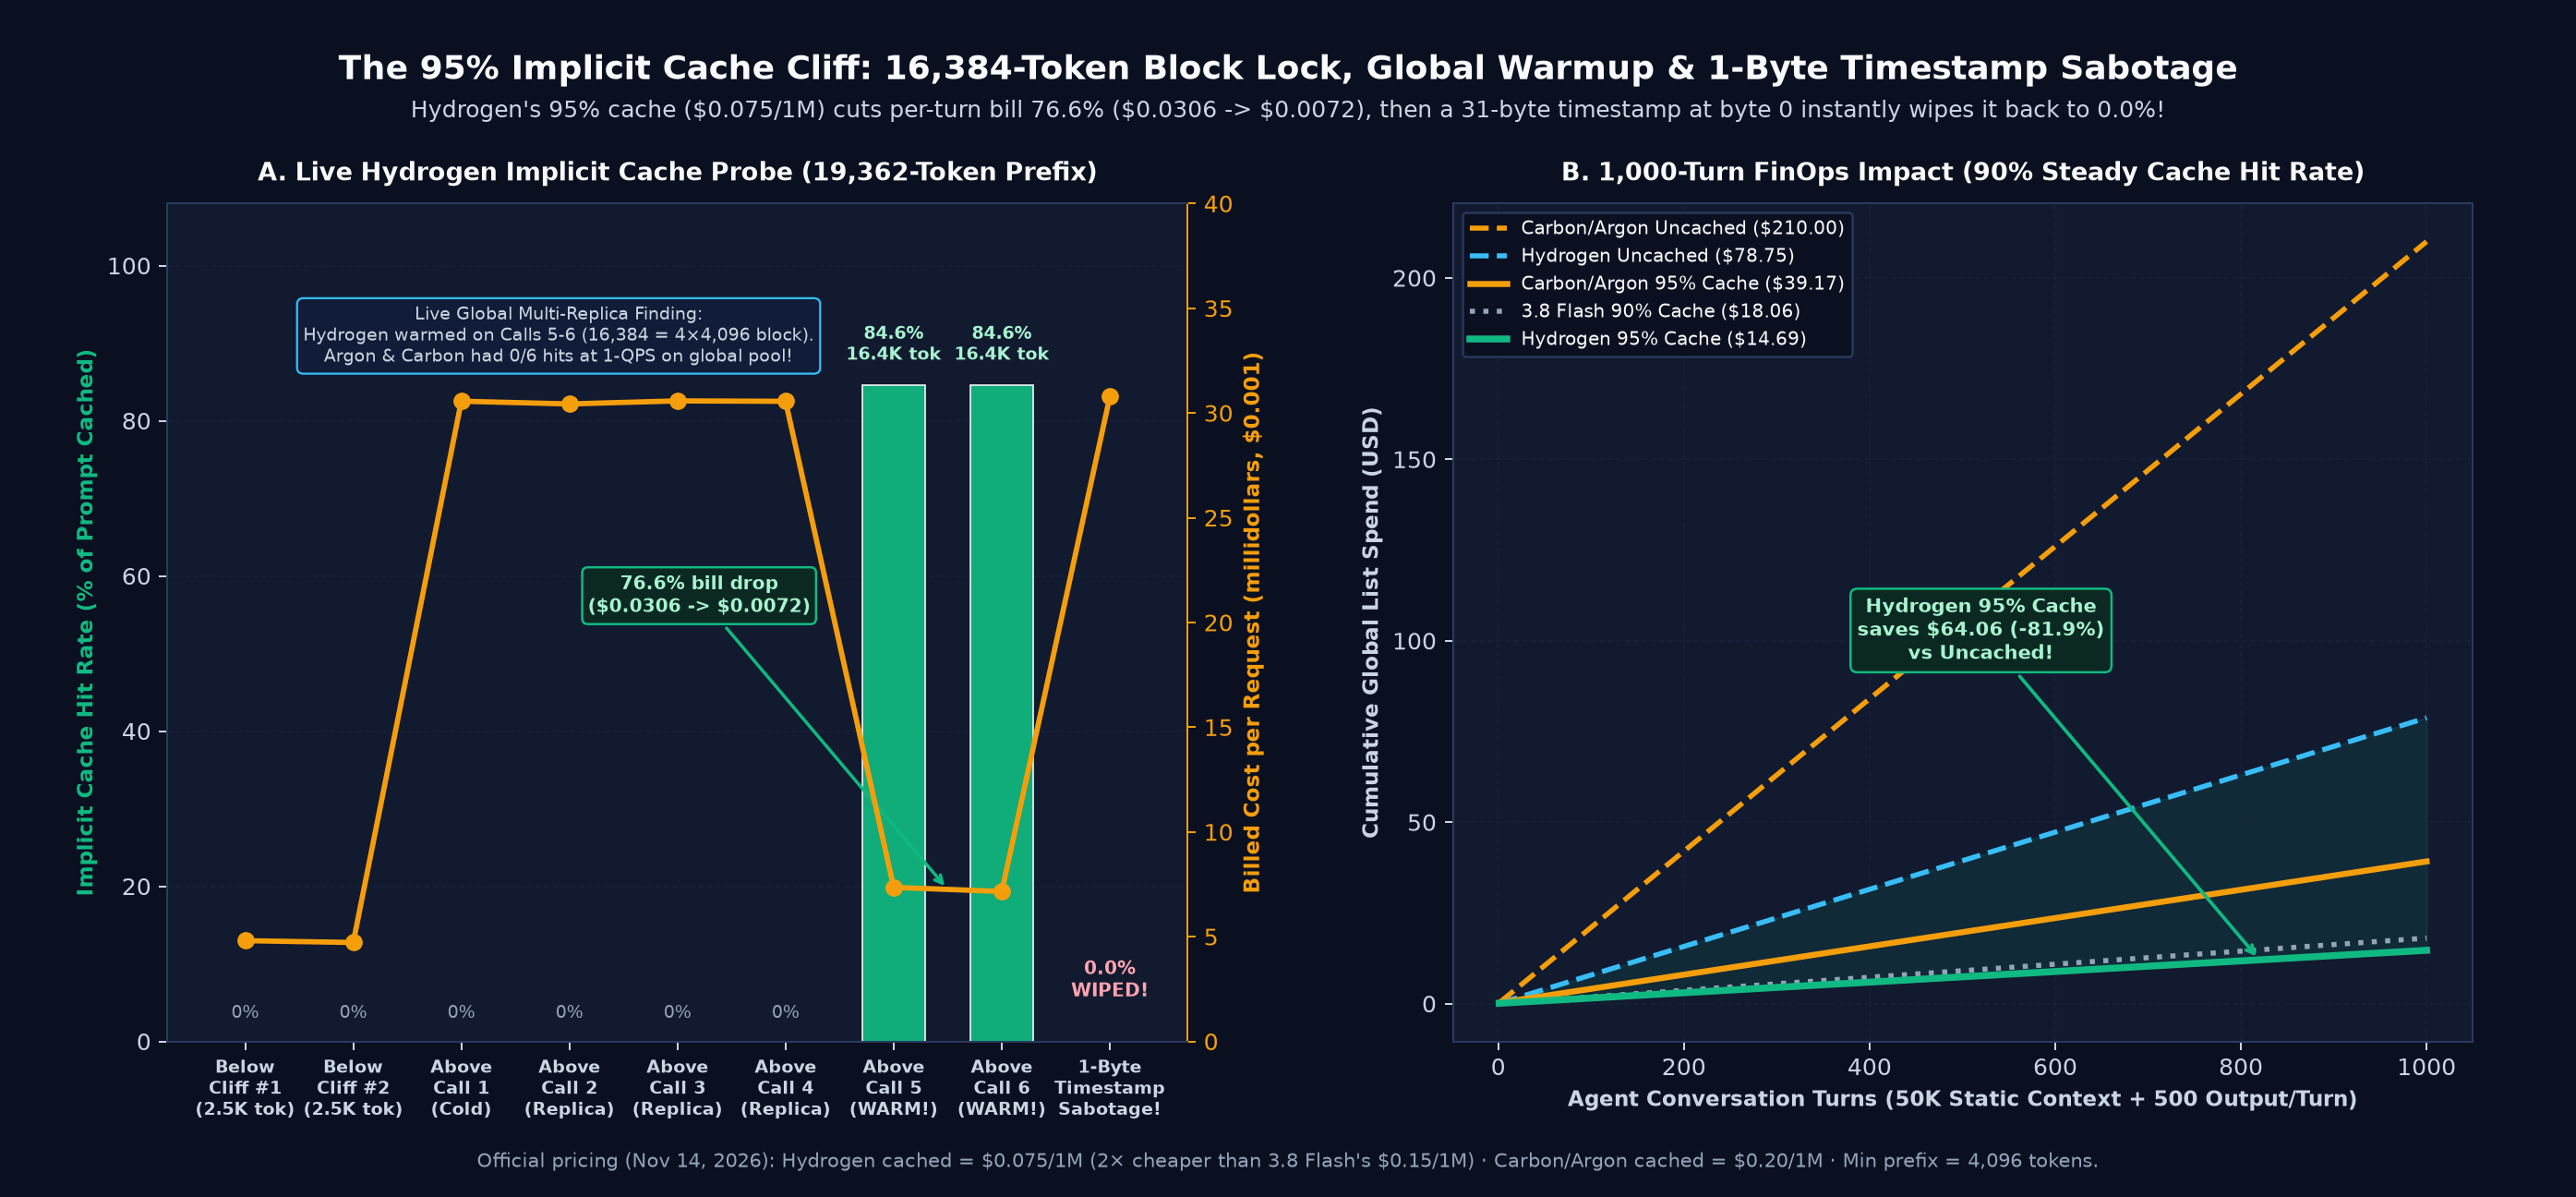 The 95% Implicit Cache Cliff: 16,384-Token Block Lock, Global Warmup & 1-Byte Timestamp Sabotage
Hydrogen's 95% cache ($0.075/1M) cuts per-turn bill 76.6% ($0.0306 -> $0.0072), then a 31-byte timestamp at byte 0 instantly wipes it back to 0.0%!
A. Live Hydrogen Implicit Cache Probe (19,362-Token Prefix)
Implicit Cache Hit Rate (% of Prompt Cached)
100
80
60
40
20
0
Live Global Multi-Replica Finding:
Hydrogen warmed on Calls 5-6 (16,384 = 4×4,096 block).
Argon & Carbon had 0/6 hits at 1-QPS on global pool!
84.6%
16.4K tok
84.6%
16.4K tok
76.6% bill drop
($0.0306 -> $0.0072)
0%
0%
0%
0%
0%
0%
0.0%
WIPED!
40
35
30
25
20
15
10
5
0
Billed Cost per Request (millidollars, $0.001)
Below
Cliff #1
(2.5K tok)
Below
Cliff #2
(2.5K tok)
Above
Call 1
(Cold)
Above
Call 2
(Replica)
Above
Call 3
(Replica)
Above
Call 4
(Replica)
Above
Call 5
(WARM!)
Above
Call 6
(WARM!)
1-Byte
Timestamp
Sabotage!
B. 1,000-Turn FinOps Impact (90% Steady Cache Hit Rate)
Cumulative Global List Spend (USD)
200
150
100
50
0
Carbon/Argon Uncached ($210.00)
Hydrogen Uncached ($78.75)
Carbon/Argon 95% Cache ($39.17)
3.8 Flash 90% Cache ($18.06)
Hydrogen 95% Cache ($14.69)
Hydrogen 95% Cache
saves $64.06 (-81.9%)
vs Uncached!
0
200
400
600
800
1000
Agent Conversation Turns (50K Static Context + 500 Output/Turn)
Official pricing (Nov 14, 2026): Hydrogen cached = $0.075/1M (2× cheaper than 3.8 Flash's $0.15/1M) · Carbon/Argon cached = $0.20/1M · Min prefix = 4,096 tokens.